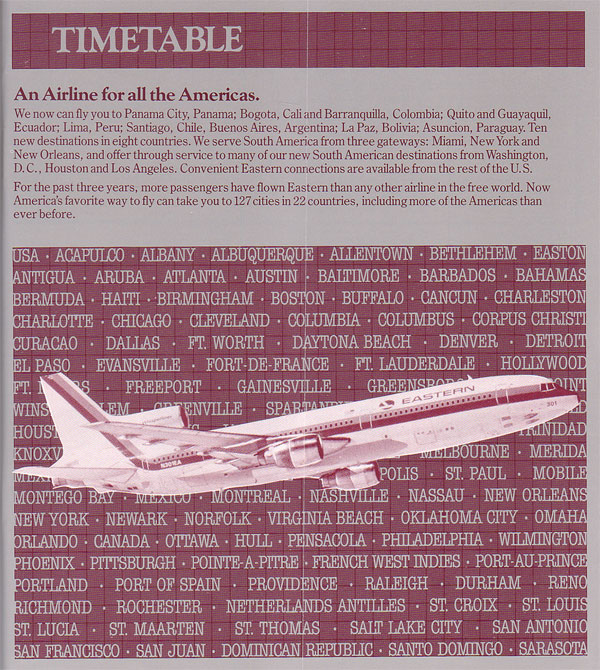 TIMETABLE
An Airline for all the Americas.
We now can fly you to Panama City, Panama; Bogota, Cali and Barranquilla, Colombia; Quito and Guayaquil,
Ecuador; Lima, Peru; Santiago, Chile, Buenos Aires, Argentina; La Paz, Bolivia; Asuncion, Paraguay. Ten
new destinations in eight countries. We serve South America from three gateways: Miami, New York and
New Orleans, and offer through service to many of our new South American destinations from Washington,
D.C., Houston and Los Angeles. Convenient Eastern connections are available from the rest of the U.S.
For the past three years, more passengers have flown Eastern than any other airline in the free world. Now
America's favorite way to fly can take you to 127 cities in 22 countries, including more of the Americas than
ever before.
USA · ACAPULCO · ALBANY · ALBUQUERQUE · ALLENTOWN · BETHLEHEM · EASTON
ANTIGUA · ARUBA · ATLANTA · AUSTIN · BALTIMORE · BARBADOS · BAHAMAS
BERMUDA · HAITI · BIRMINGHAM · BOSTON · BUFFALO · CANCUN · CHARLESTON
CHARLOTTE · CHICAGO · CLEVELAND · COLUMBIA · COLUMBUS · CORPUS CHRISTI
CURACAO · DALLAS · FT. WORTH · DAYTONA BEACH · DENVER · DETROIT
EL PASO · EVANSVILLE · FORT-DE-FRANCE · FT. LAUDERDALE · HOLLYWOOD
FT. · FREEPORT · GAINESVILLE ·
EASTERN
301
N301EA
MELBOURNE · MERIDA
ST. PAUL · MOBILE
MONTEGO BAY · MEXICO · MONTREAL · NASHVILLE · NASSAU · NEW ORLEANS
NEW YORK · NEWARK · NORFOLK · VIRGINIA BEACH · OKLAHOMA CITY · OMAHA
ORLANDO · CANADA · OTTAWA · HULL · PENSACOLA · PHILADELPHIA · WILMINGTON
PHOENIX · PITTSBURGH · POINTE-A-PITRE · FRENCH WEST INDIES · PORT-AU-PRINCE
PORTLAND · PORT OF SPAIN · PROVIDENCE · RALEIGH · DURHAM · RENO
RICHMOND · ROCHESTER · NETHERLANDS ANTILLES · ST. CROIX · ST. LOUIS
ST. LUCIA · ST. MAARTEN · ST. THOMAS · SALT LAKE CITY · SAN ANTONIO
SAN FRANCISCO · SAN JUAN · DOMINICAN REPUBLIC · SANTO DOMINGO · SARASOTA